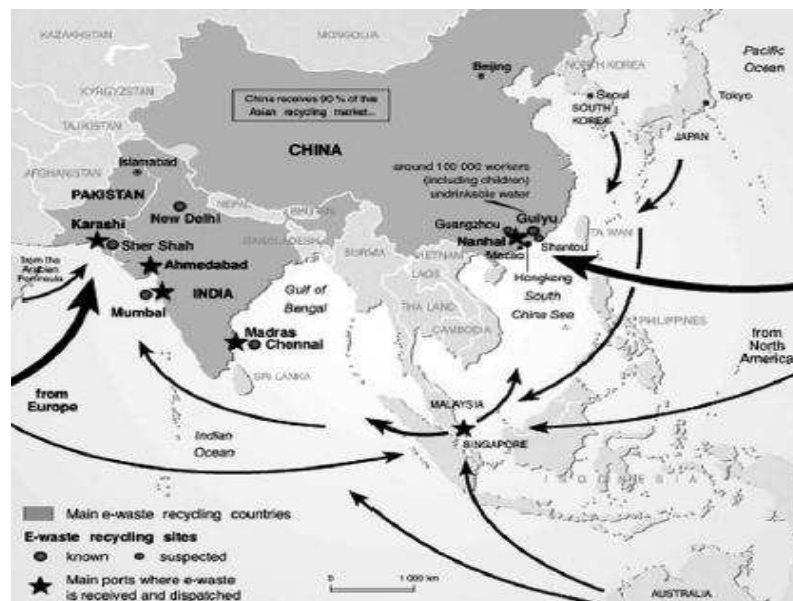 KAZAKHSTAN
MONGOLIA
Pacific
Ocean
KYRGYZSTAN
Beijing
NORTH KOREA
Seoul
SOUTH
KOREA
Tokyo
JAPAN
China receives 90 % of the
Asian recycling market...
TAJIKISTAN
CHINA
AFGHANISTAN
Islamabad
around 100 000 workers
(including children)
undrinkable water
PAKISTAN
New Delhi
NEPAL
BHUTAN
Karashi
Sher Shah
BANGLADESH
Guangzhou
Guiyu
Nanhai
Shantou
Macao
TAIWAN
from
the Arabian
Peninsula
Ahmedabad
BURMA
VIETNAM
LAOS
Hongkong
INDIA
Mumbai
Gulf of
Bengal
THAILAND
South
China Sea
PHILIPPINES
Madras
Chennai
CAMBODIA
from
North
America
SRI LANKA
from
Europe
MALAYSIA
Indian
Ocean
SINGAPORE
INDONESIA
Main e-waste recycling countries
E-waste recycling sites
known
suspected
Main ports where e-waste
is received and dispatched
0
1 000 km
AUSTRALIA